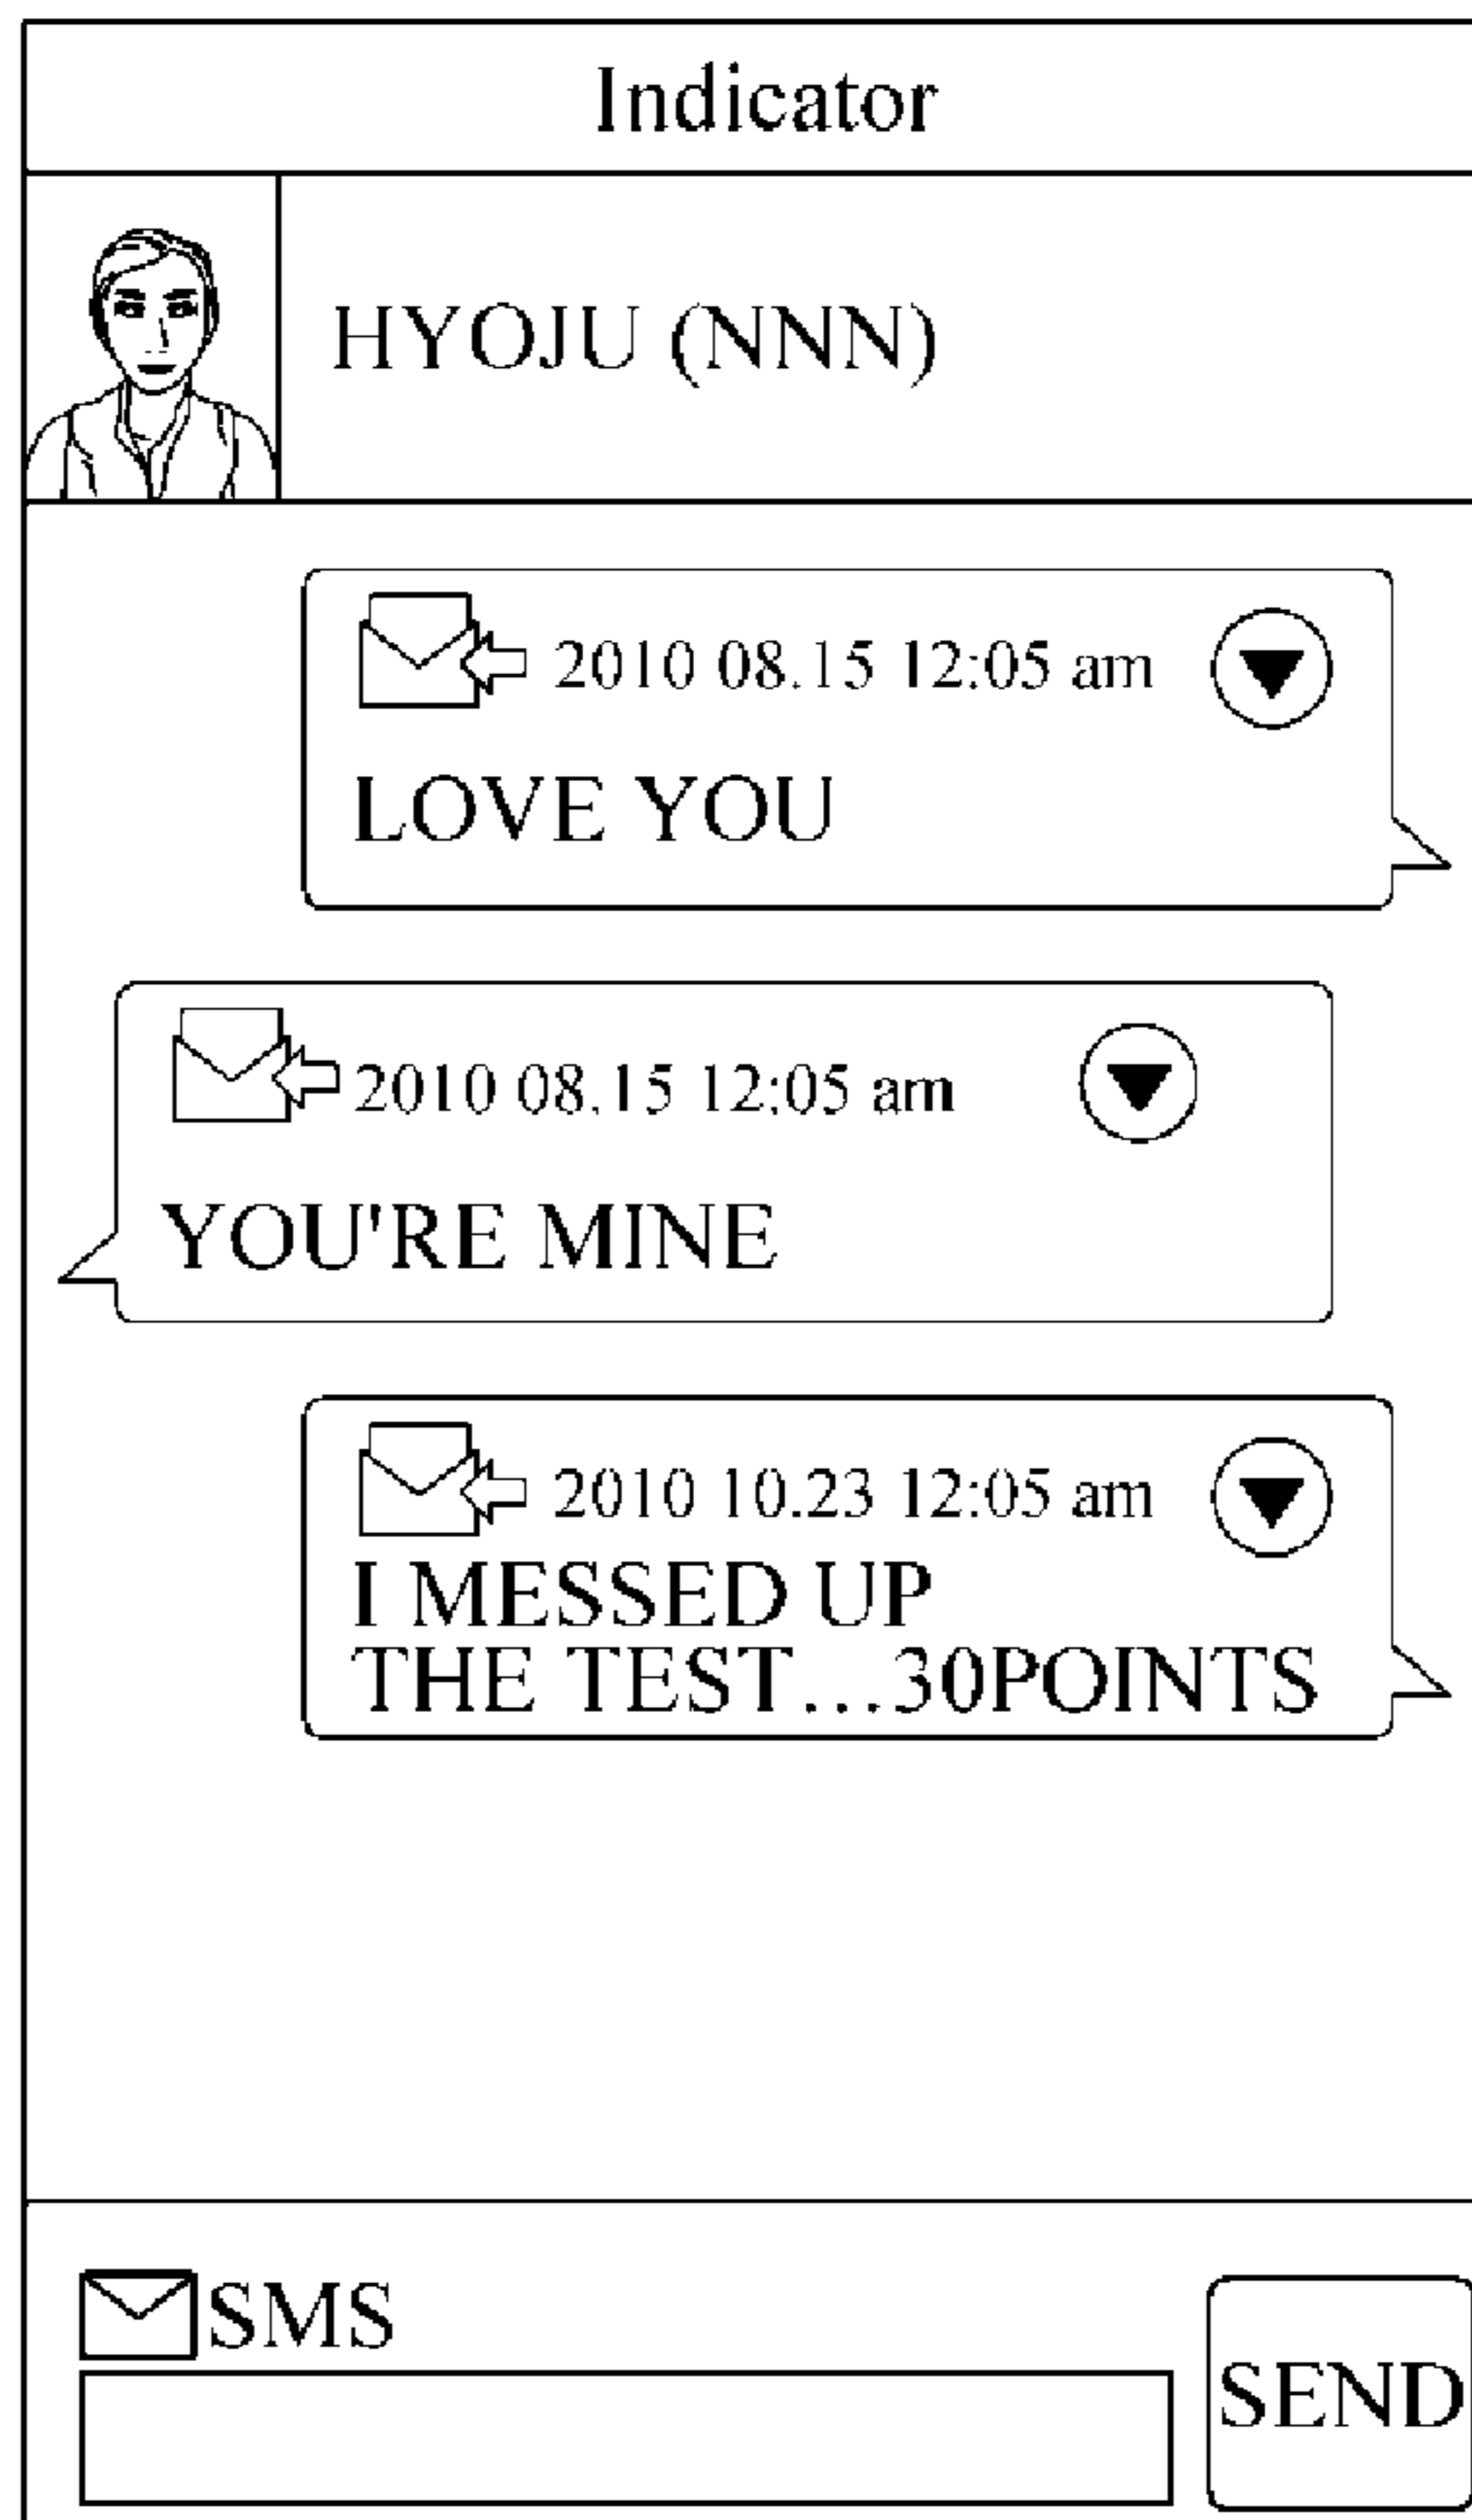 Indicator
HYOJU (NNN)
2010 08.15 12:05 am
LOVE YOU
2010 08.15 12:05 am
YOU'RE MINE
2010 10.23 12:05 am
I MESSED UP
THE TEST...30POINTS
SMS
SEND